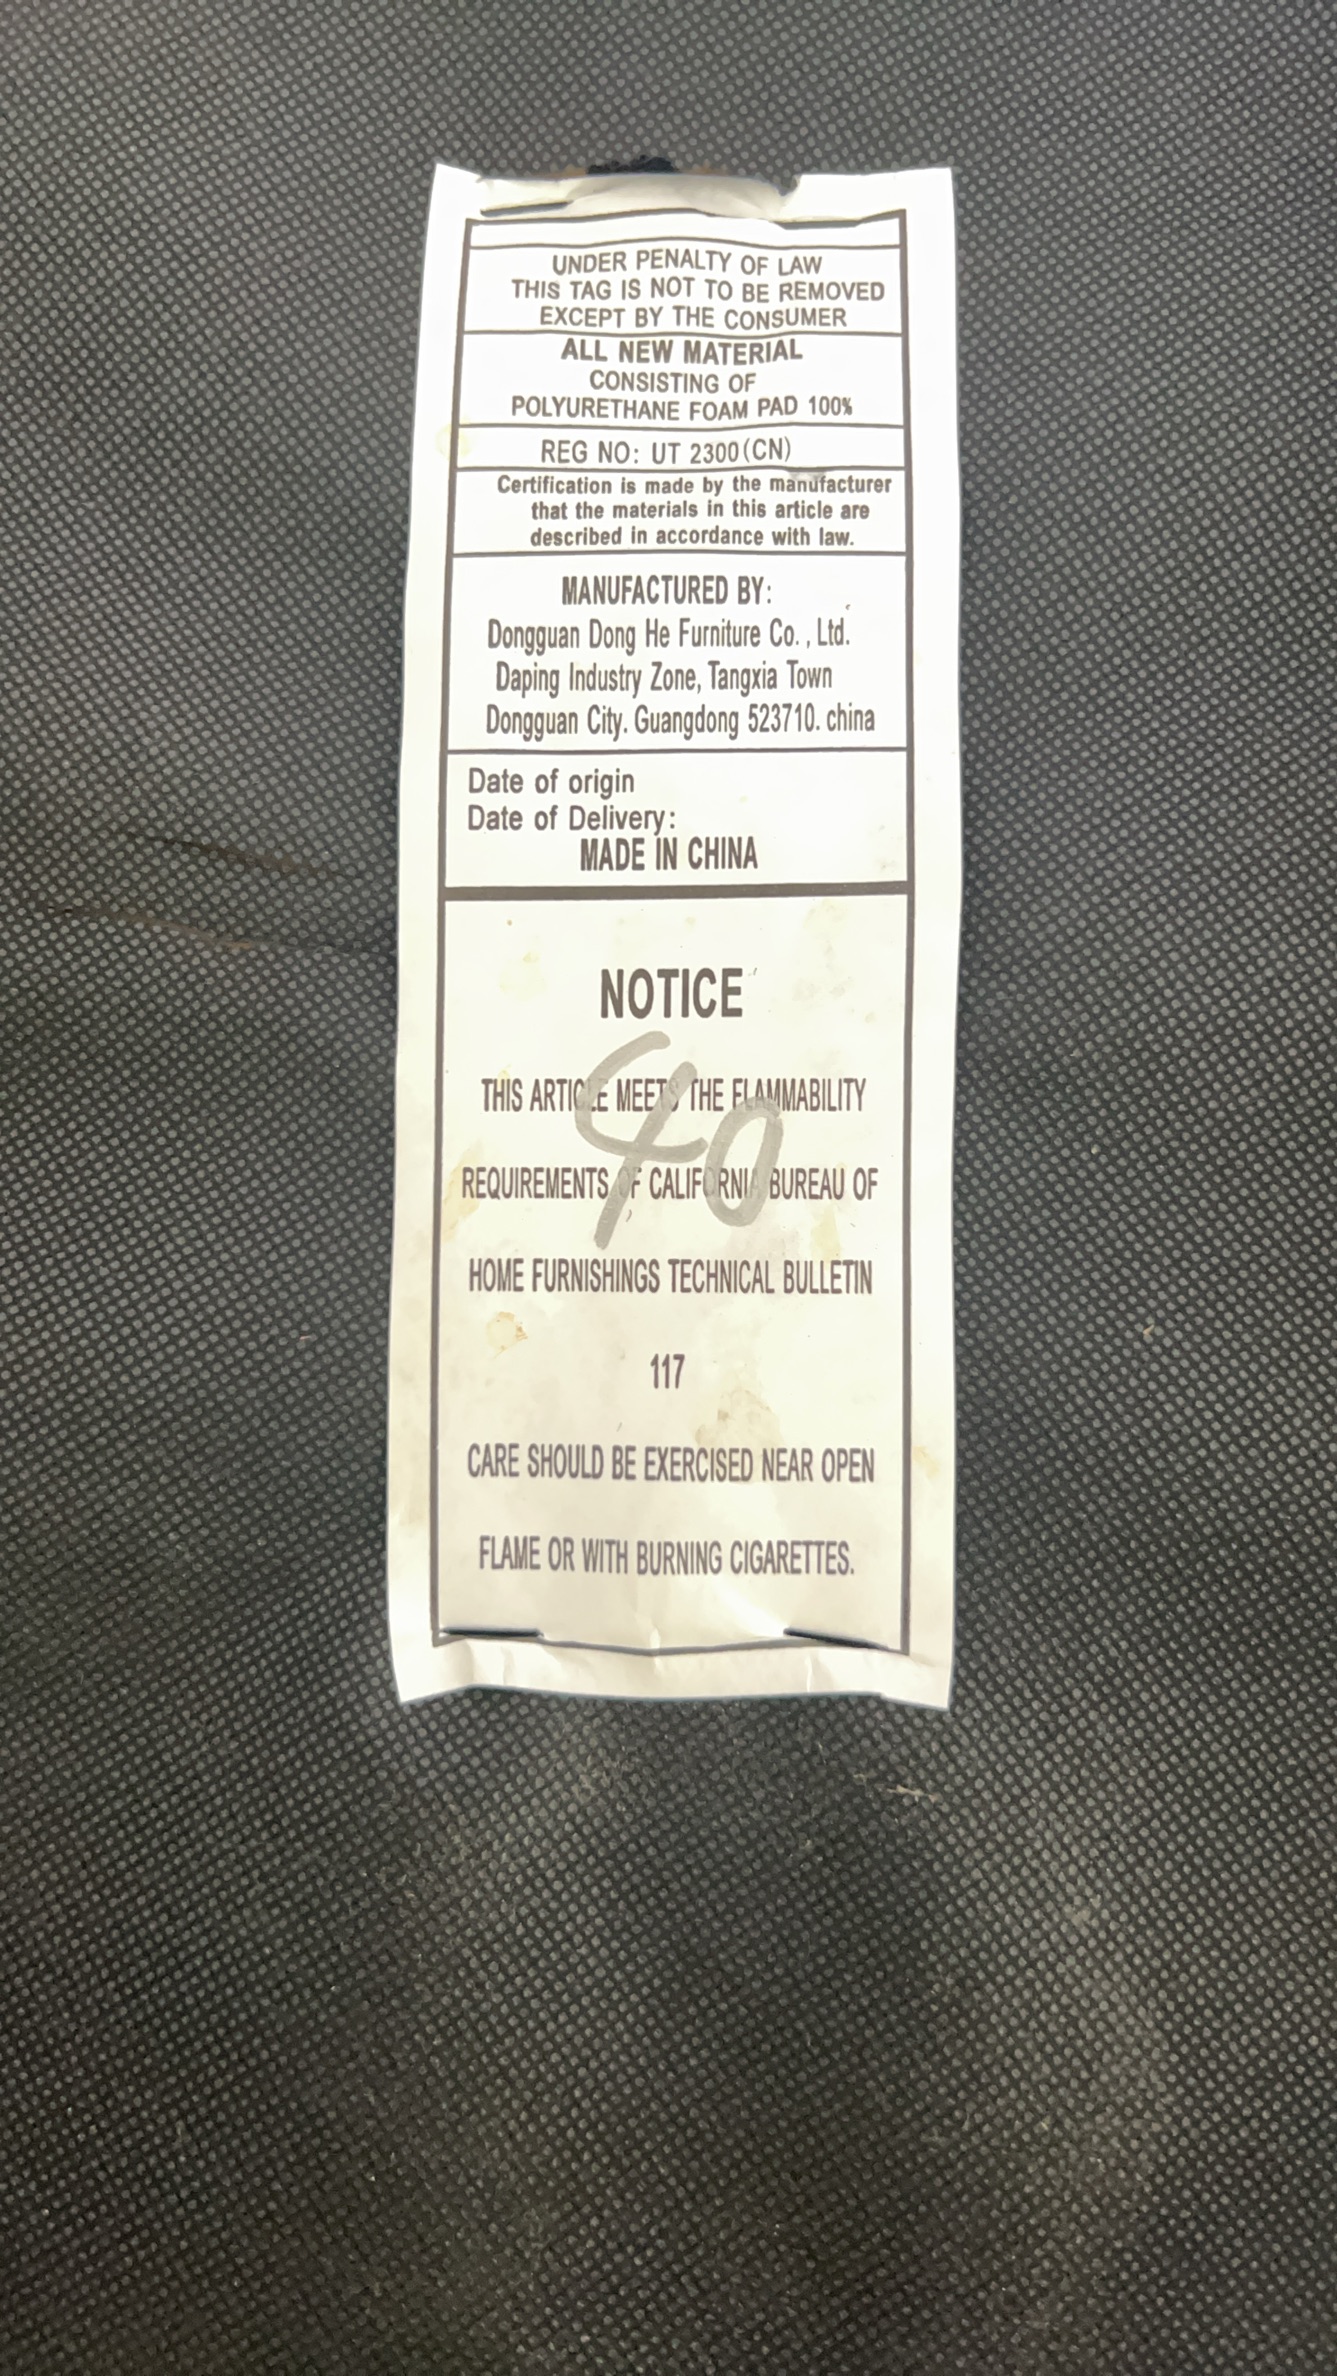 UNDER PENALTY OF LAW
THIS TAG IS NOT TO BE REMOVED
EXCEPT BY THE CONSUMER
ALL NEW MATERIAL
CONSISTING OF
POLYURETHANE FOAM PAD 100%
REG NO: UT 2300(CN)
Certification is made by the manufacturer
that the materials in this article are
described in accordance with law.
MANUFACTURED BY:
Dongguan Dong He Furniture Co. , Ltd.
Daping Industry Zone, Tangxia Town
Dongguan City. Guangdong 523710. china
Date of origin
Date of Delivery:
MADE IN CHINA
NOTICE
40
THIS ARTICLE MEETS THE FLAMMABILITY
REQUIREMENTS OF CALIFORNIA BUREAU OF
HOME FURNISHINGS TECHNICAL BULLETIN
117
CARE SHOULD BE EXERCISED NEAR OPEN
FLAME OR WITH BURNING CIGARETTES.